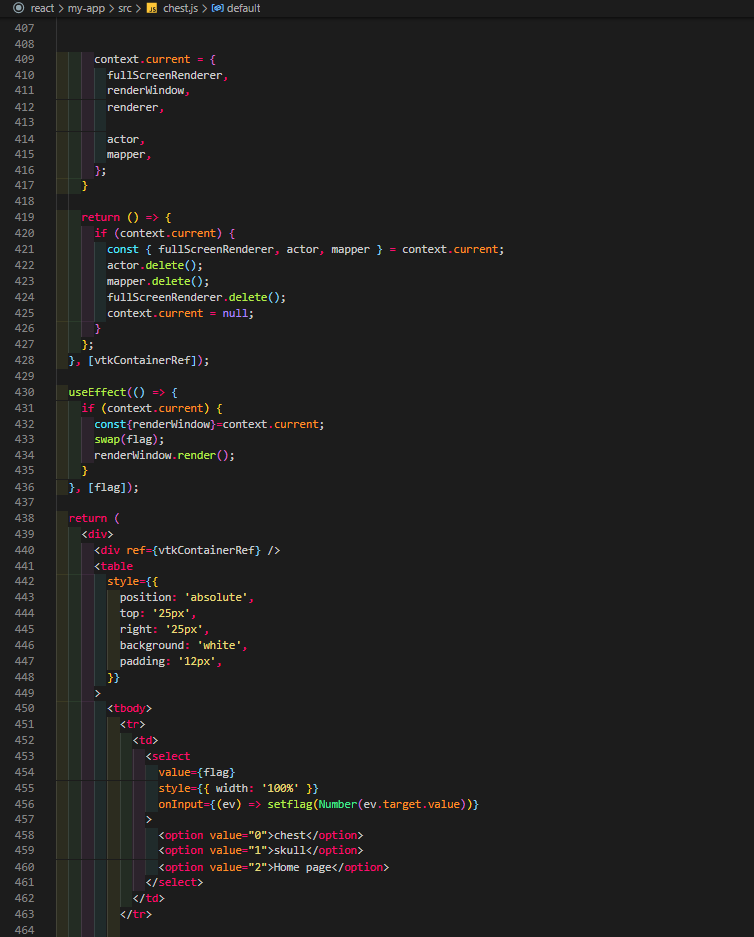 react > my-app > src > JS chest.js > default
407
408
409 context.current = {
410 fullScreenRenderer,
411 renderWindow,
412 renderer,
413
414 actor,
415 mapper,
416 };
417 }
418
419 return () => {
420 if (context.current) {
421 const { fullScreenRenderer, actor, mapper } = context.current;
422 actor.delete();
423 mapper.delete();
424 fullScreenRenderer.delete();
425 context.current = null;
426 }
427 };
428 }, [vtkContainerRef]);
429
430 useEffect(() => {
431 if (context.current) {
432 const{renderWindow}=context.current;
433 swap(flag);
434 renderWindow.render();
435 }
436 }, [flag]);
437
438 return (
439 <div>
440 <div ref={vtkContainerRef} />
441 <table
442 style={{
443 position: 'absolute',
444 top: '25px',
445 right: '25px',
446 background: 'white',
447 padding: '12px',
448 }}
449 >
450 <tbody>
451 <tr>
452 <td>
453 <select
454 value={flag}
455 style={{ width: '100%' }}
456 onInput={(ev) => setflag(Number(ev.target.value))}
457 >
458 <option value="0">chest</option>
459 <option value="1">skull</option>
460 <option value="2">Home page</option>
461 </select>
462 </td>
463 </tr>
464